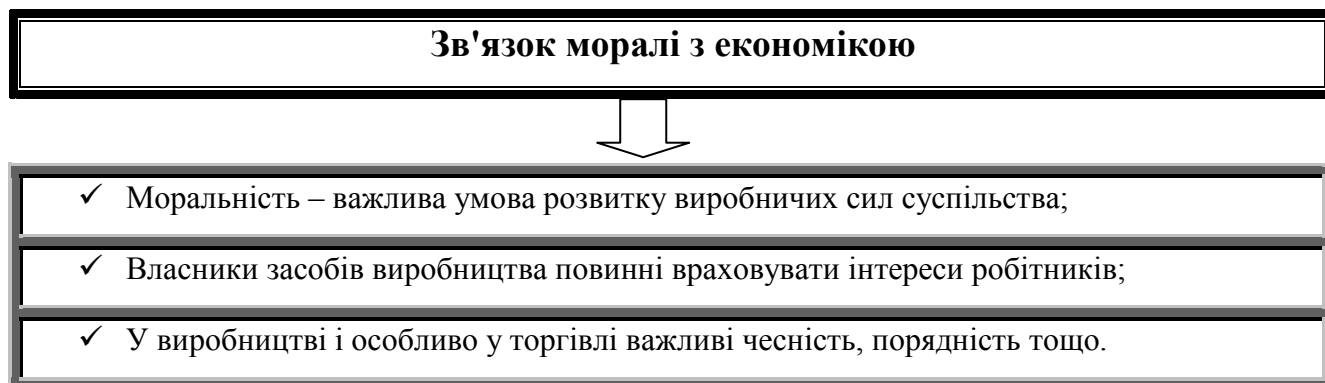 Зв'язок моралі з економікою
✓ Моральність – важлива умова розвитку виробничих сил суспільства;
✓ Власники засобів виробництва повинні враховувати інтереси робітників;
✓ У виробництві і особливо у торгівлі важливі чесність, порядність тощо.